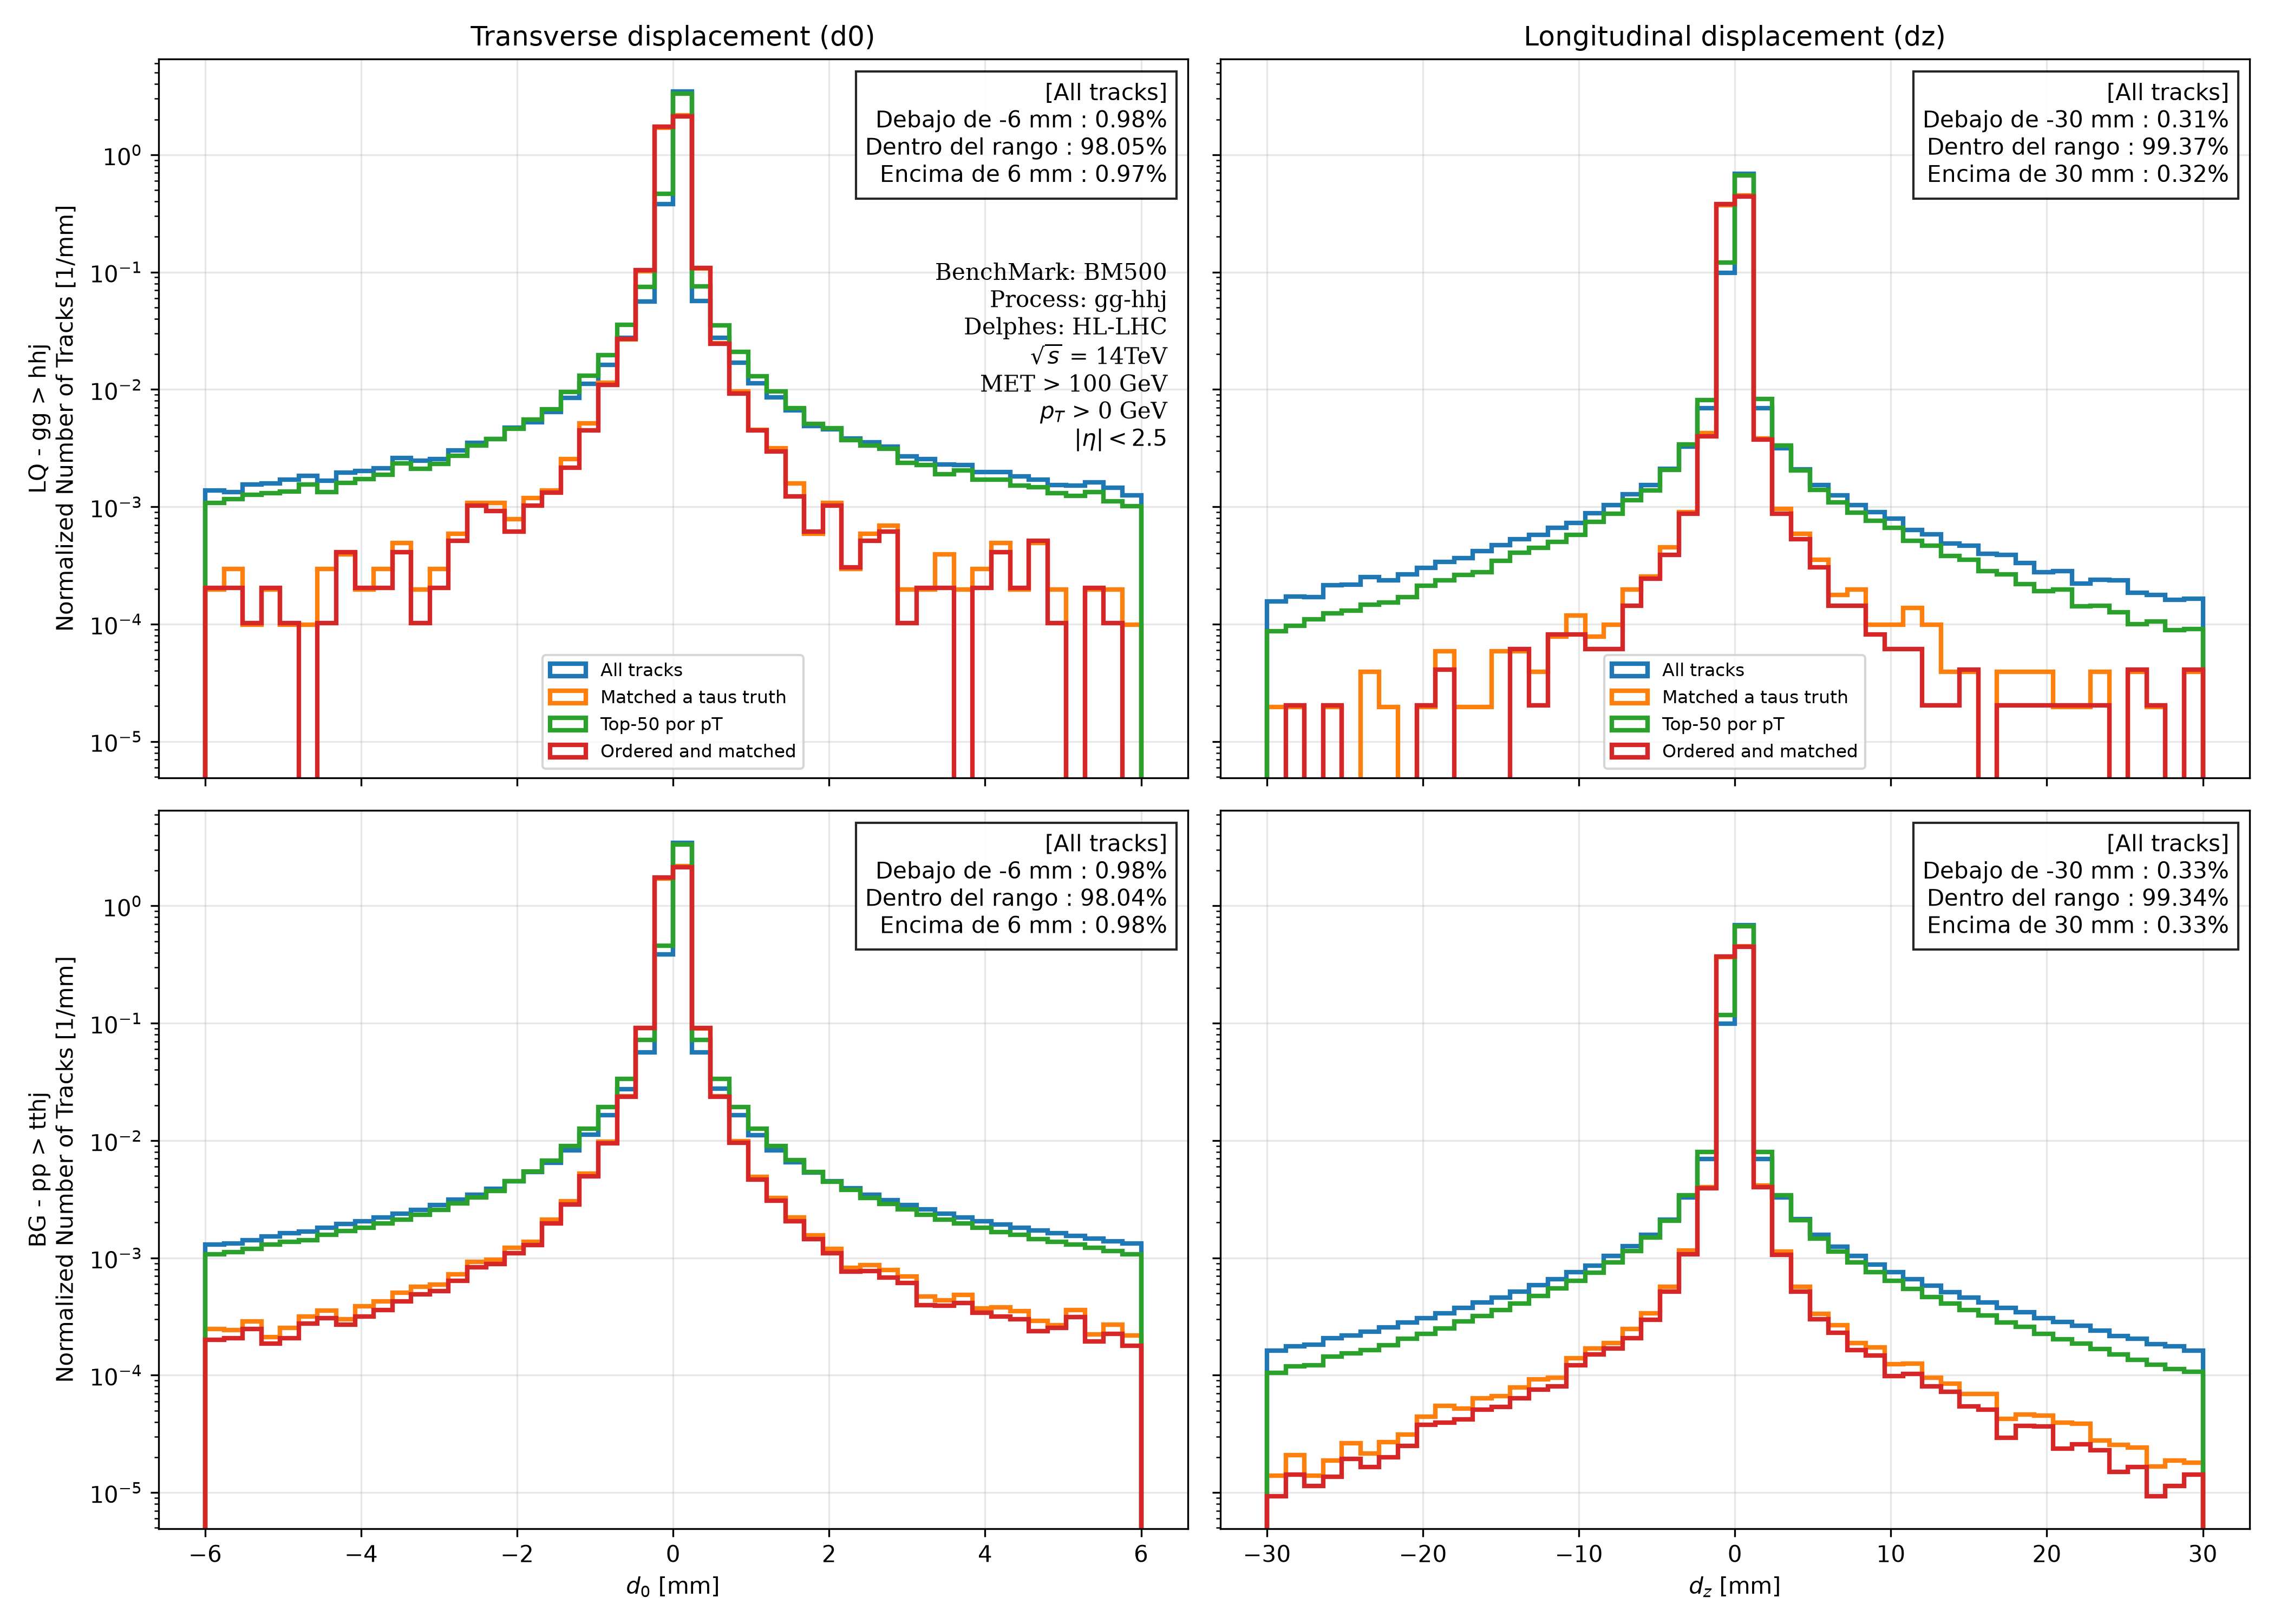 Transverse displacement (d0)
Longitudinal displacement (dz)
LQ - gg > hhj
Normalized Number of Tracks [1/mm]
10⁰
10⁻¹
10⁻²
10⁻³
10⁻⁴
10⁻⁵
[All tracks]
Debajo de -6 mm : 0.98%
Dentro del rango : 98.05%
Encima de 6 mm : 0.97%
BenchMark: BM500
Process: gg-hhj
Delphes: HL-LHC
√s = 14TeV
MET > 100 GeV
p_T > 0 GeV
|η| < 2.5
All tracks
Matched a taus truth
Top-50 por pT
Ordered and matched
[All tracks]
Debajo de -30 mm : 0.31%
Dentro del rango : 99.37%
Encima de 30 mm : 0.32%
All tracks
Matched a taus truth
Top-50 por pT
Ordered and matched
BG - pp > tthj
Normalized Number of Tracks [1/mm]
10⁰
10⁻¹
10⁻²
10⁻³
10⁻⁴
10⁻⁵
[All tracks]
Debajo de -6 mm : 0.98%
Dentro del rango : 98.04%
Encima de 6 mm : 0.98%
−6 −4 −2 0 2 4 6
d₀ [mm]
[All tracks]
Debajo de -30 mm : 0.33%
Dentro del rango : 99.34%
Encima de 30 mm : 0.33%
−30 −20 −10 0 10 20 30
d_z [mm]